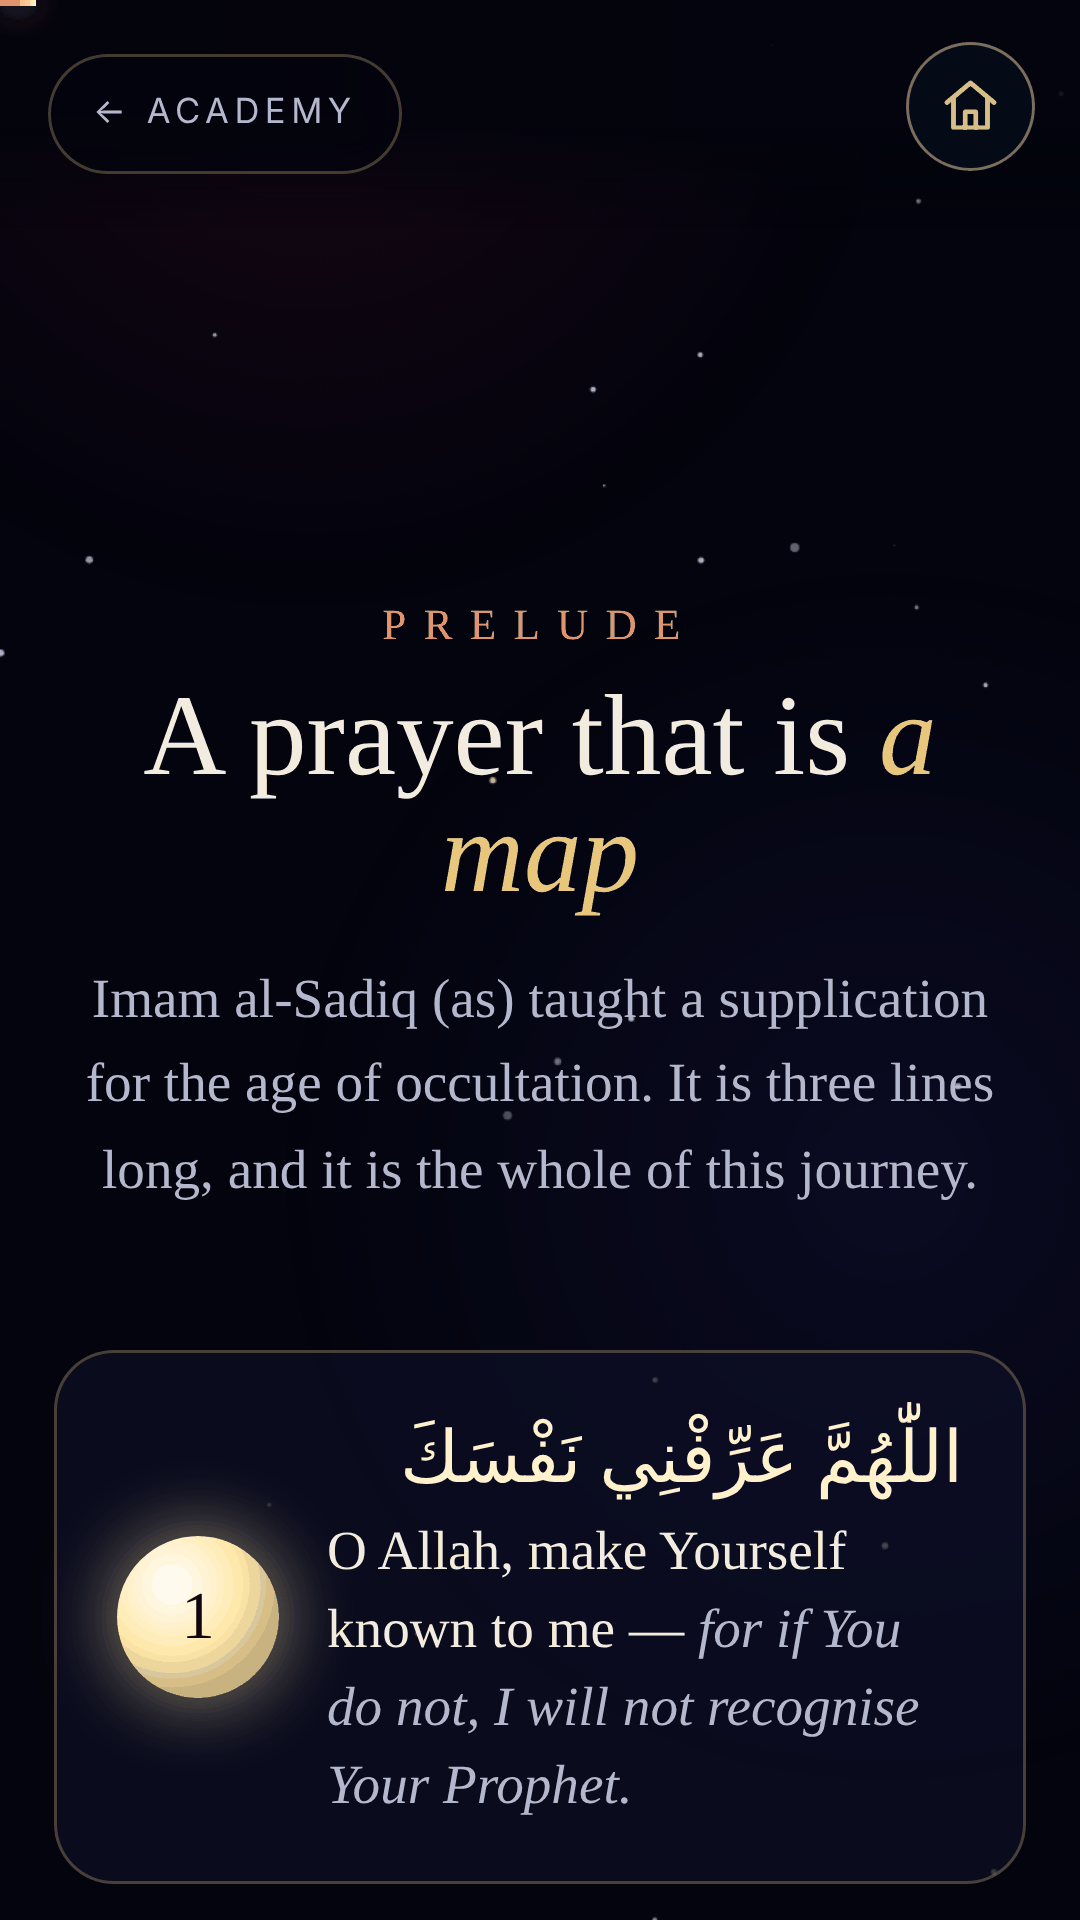 ← ACADEMY
PRELUDE
A prayer that is a
map
Imam al-Sadiq (as) taught a supplication
for the age of occultation. It is three lines
long, and it is the whole of this journey.
اللّٰهُمَّ عَرِّفْنِي نَفْسَكَ
1
O Allah, make Yourself
known to me — for if You
do not, I will not recognise
Your Prophet.